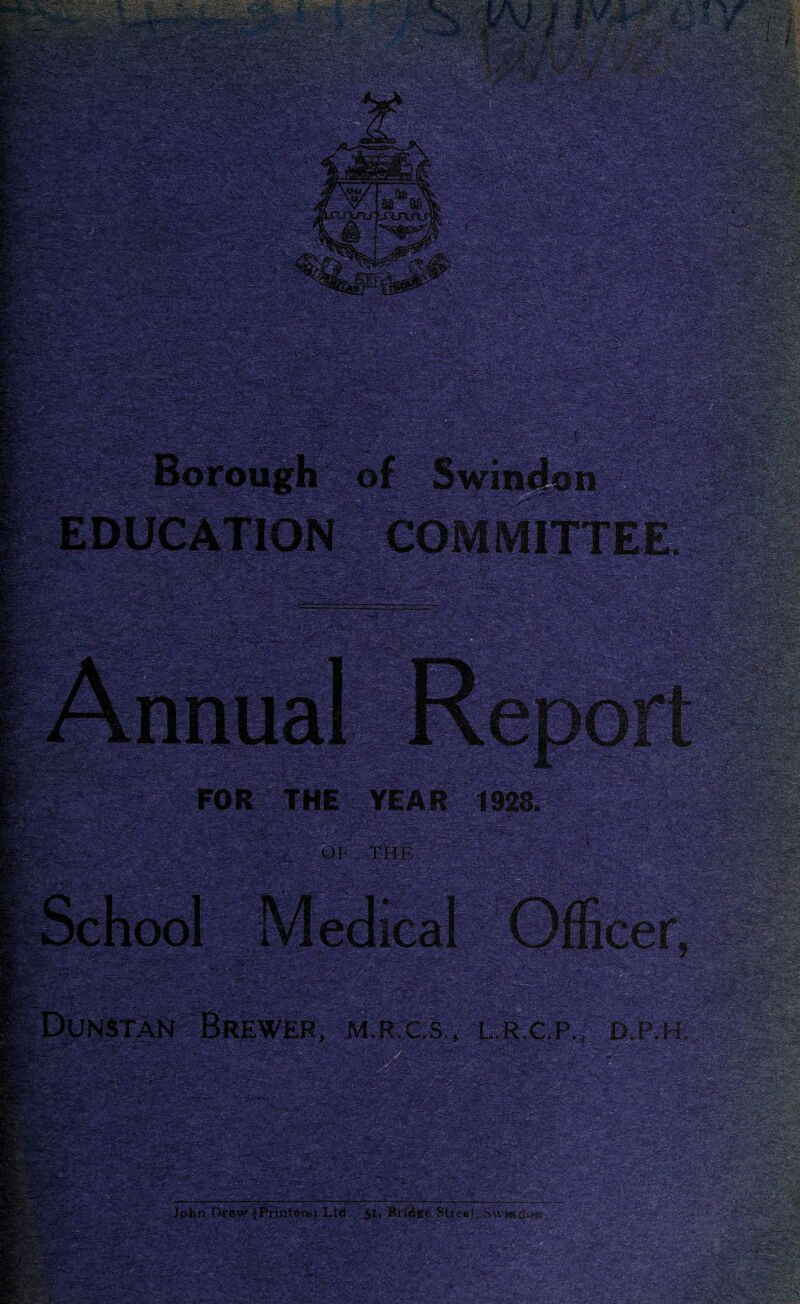 SWINDON
Borough of Swindon
EDUCATION COMMITTEE.
Annual Report
FOR THE YEAR 1928.
OF THE
School Medical Officer,
DUNSTAN BREWER, M.R.C.S., L.R.C.P., D.P.H.
John Drew (Printers) Ltd. 51, Bridge Street, Swindon